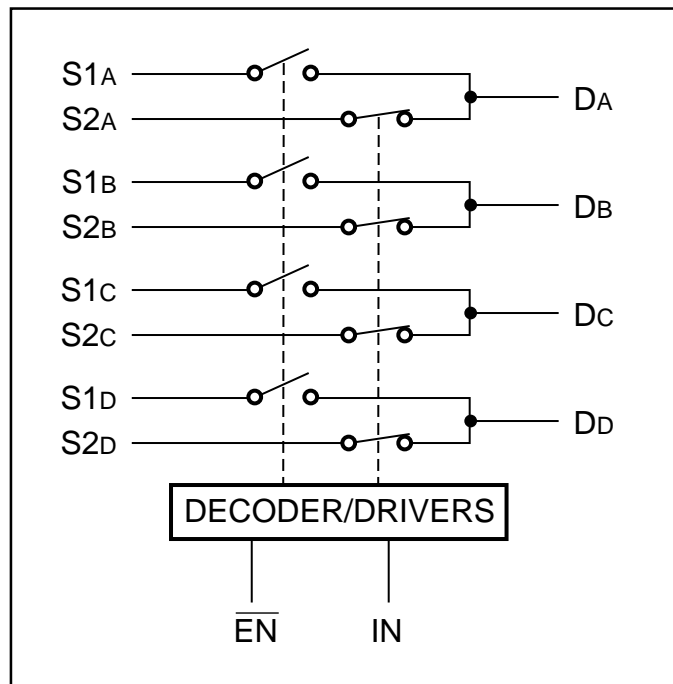 S1A
DA
S2A
S1B
DB
S2B
S1C
DC
S2C
S1D
DD
S2D
DECODER/DRIVERS
EN IN